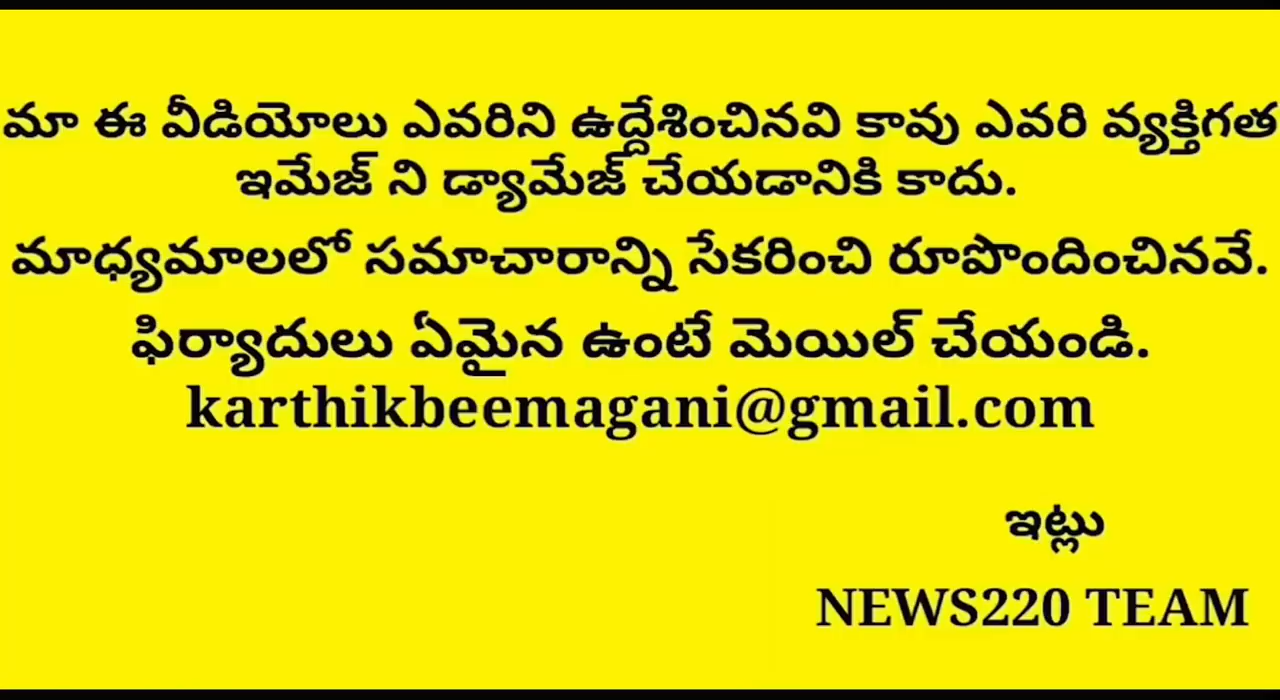 మా ఈ వీడియోలు ఎవరిని ఉద్దేశించినవి కావు ఎవరి వ్యక్తిగత
ఇమేజ్ ని డ్యామేజ్ చేయడానికి కాదు.
మాధ్యమాలలో సమాచారాన్ని సేకరించి రూపొందించినవే.
ఫిర్యాదులు ఏమైన ఉంటే మెయిల్ చేయండి.
karthikbeemagani@gmail.com
ఇట్లు
NEWS220 TEAM